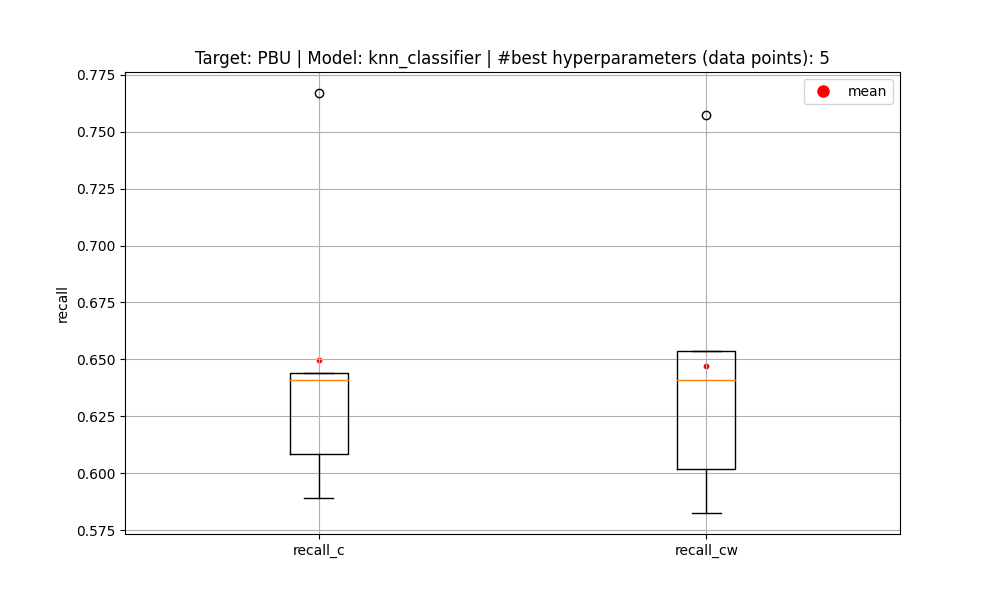 Target: PBU | Model: knn_classifier | #best hyperparameters (data points): 5
mean
0.775
0.750
0.725
0.700
0.675
0.650
0.625
0.600
0.575
recall
recall_c
recall_cw